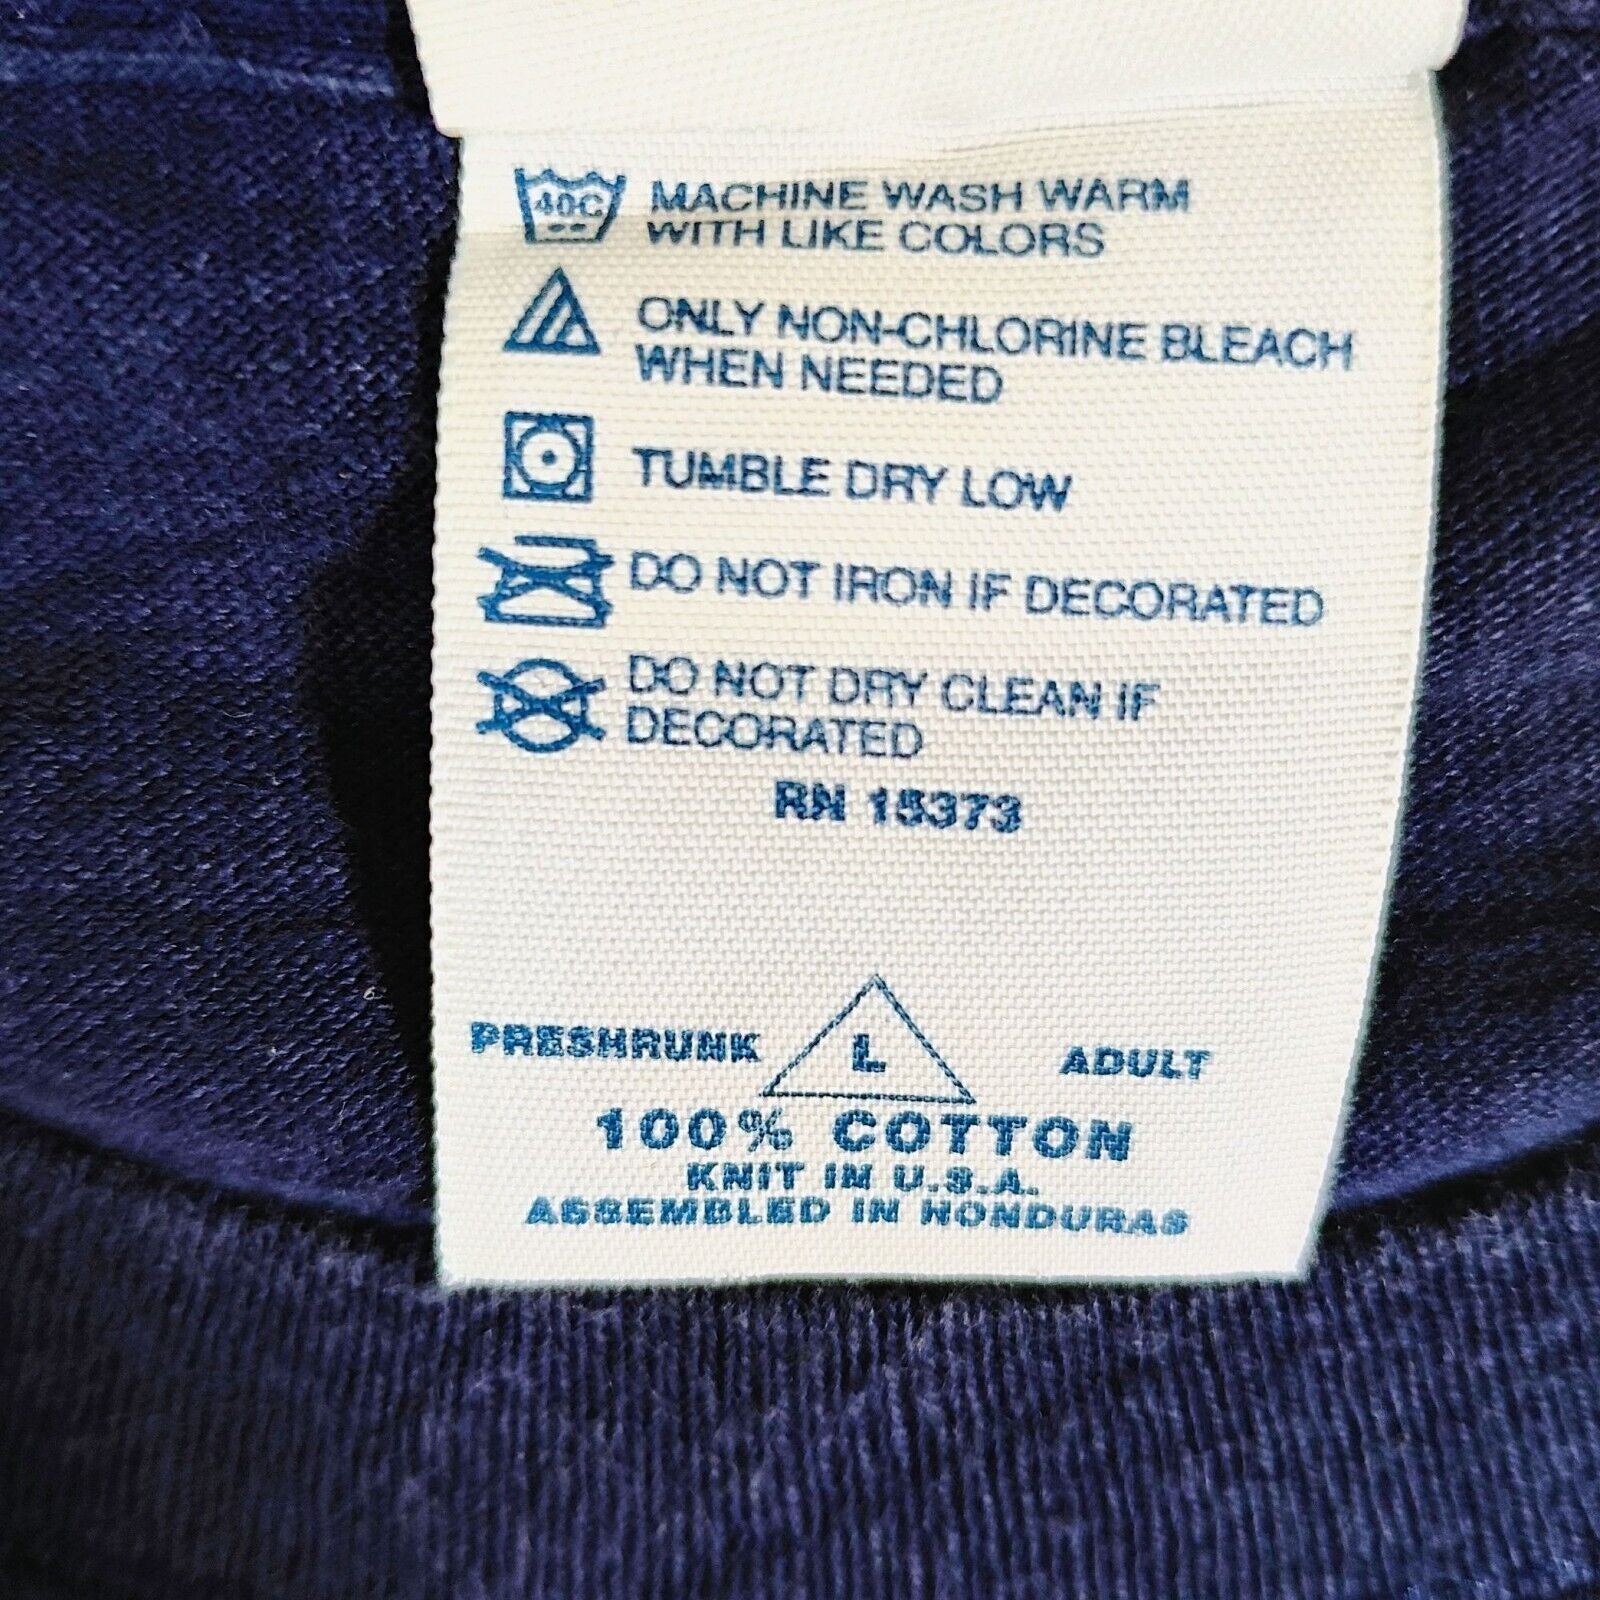 40C MACHINE WASH WARM
WITH LIKE COLORS
ONLY NON-CHLORINE BLEACH
WHEN NEEDED
TUMBLE DRY LOW
DO NOT IRON IF DECORATED
DO NOT DRY CLEAN IF
DECORATED
RN 15373
PRESHRUNK L ADULT
100% COTTON
KNIT IN U.S.A.
ASSEMBLED IN HONDURAS